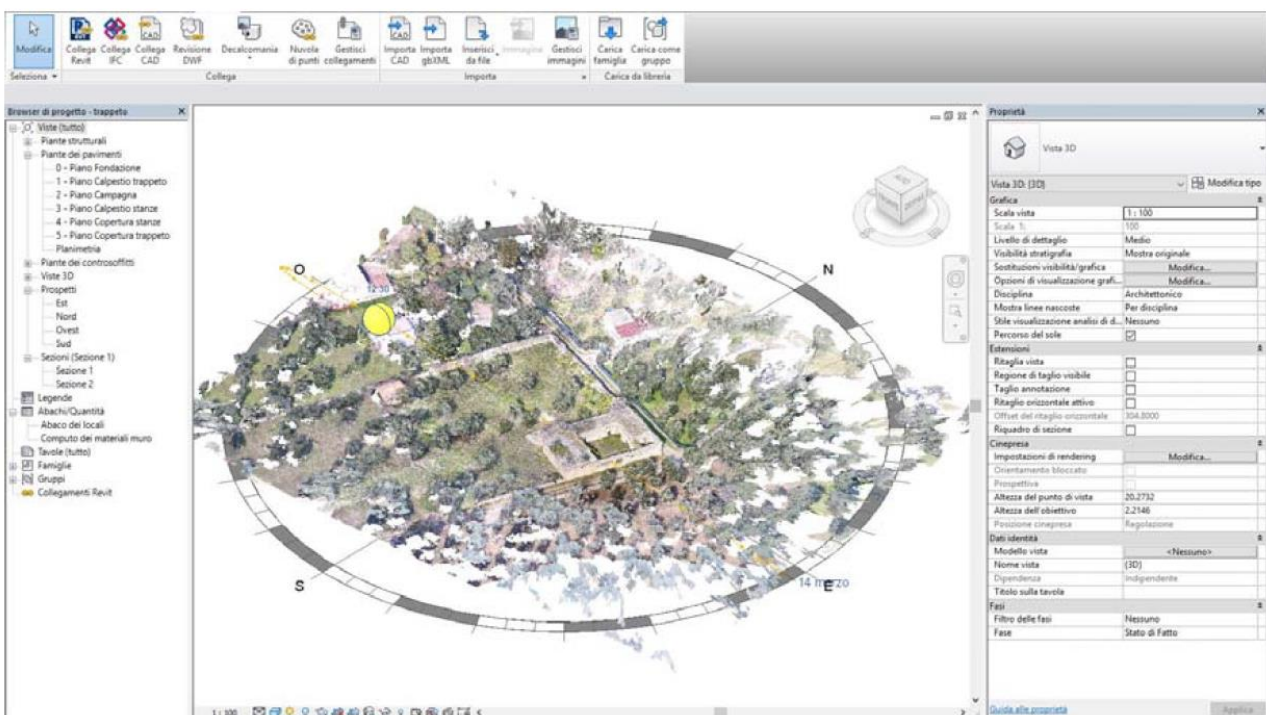 Modifica
Collega Revit
Collega IFC
Collega CAD
Revisione DWF
Decalcomania
Nuvola di punti
Gestisci collegamenti
Importa CAD
Importa gbXML
Inserisci da file
Immagine
Gestisci immagini
Carica famiglia
Carica come gruppo
Seleziona
Collega
Importa
Carica da libreria
Browser di progetto - trappeto
Viste (tutto)
Piante strutturali
Piante dei pavimenti
0 - Piano Fondazione
1 - Piano Calpestio trappeto
2 - Piano Campagna
3 - Piano Calpestio stanze
4 - Piano Copertura stanze
5 - Piano Copertura trappeto
Planimetria
Piante dei controsoffitti
Viste 3D
Prospetti
Est
Nord
Ovest
Sud
Sezioni (Sezione 1)
Sezione 1
Sezione 2
Legende
Abachi/Quantità
Abaco dei locali
Computo dei materiali muro
Tavole (tutto)
Famiglie
Gruppi
Collegamenti Revit
O
N
12:30
S
E
14 marzo
1 : 100
Proprietà
Vista 3D
Vista 3D: {3D}
Modifica tipo
Grafica
Scala vista 1 : 100
Scala 1: 100
Livello di dettaglio Medio
Visibilità stratigrafia Mostra originale
Sostituzioni visibilità/grafica Modifica...
Opzioni di visualizzazione grafi... Modifica...
Disciplina Architettonico
Mostra linee nascoste Per disciplina
Stile visualizzazione analisi di d... Nessuno
Percorso del sole
Estensioni
Ritaglia vista
Regione di taglio visibile
Taglio annotazione
Ritaglio orizzontale attivo
Offset del ritaglio orizzontale 304.8000
Riquadro di sezione
Cinepresa
Impostazioni di rendering Modifica...
Orientamento bloccato
Prospettiva
Altezza del punto di vista 20.2732
Altezza dell'obiettivo 2.2146
Posizione cinepresa Regolazione
Dati identità
Modello vista <Nessuno>
Nome vista {3D}
Dipendenza Indipendente
Titolo sulla tavola
Fasi
Filtro delle fasi Nessuno
Fase Stato di Fatto
Guida alle proprietà
Applica